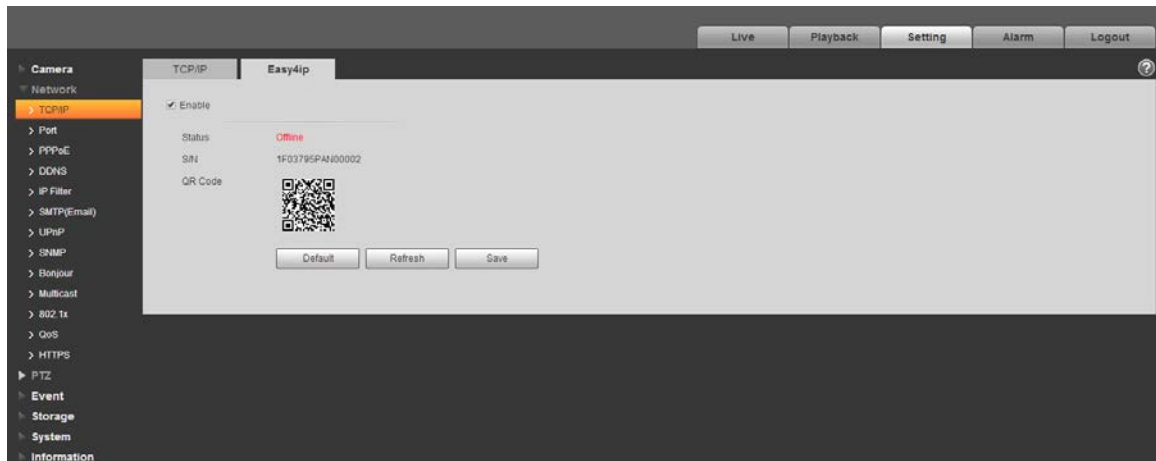 Live Playback Setting Alarm Logout
Camera
Network
TCP/IP
Port
PPPoE
DDNS
IP Filter
SMTP(Email)
UPnP
SNMP
Bonjour
Multicast
802.1x
QoS
HTTPS
PTZ
Event
Storage
System
Information
TCP/IP Easy4ip
?
Enable
Status Offline
S/N 1F03795PAN00002
QR Code
Default Refresh Save